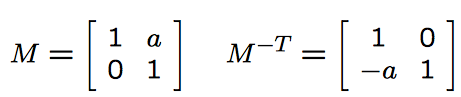 M = [ 1 a ; 0 1 ]    M^{-T} = [ 1 0 ; -a 1 ]